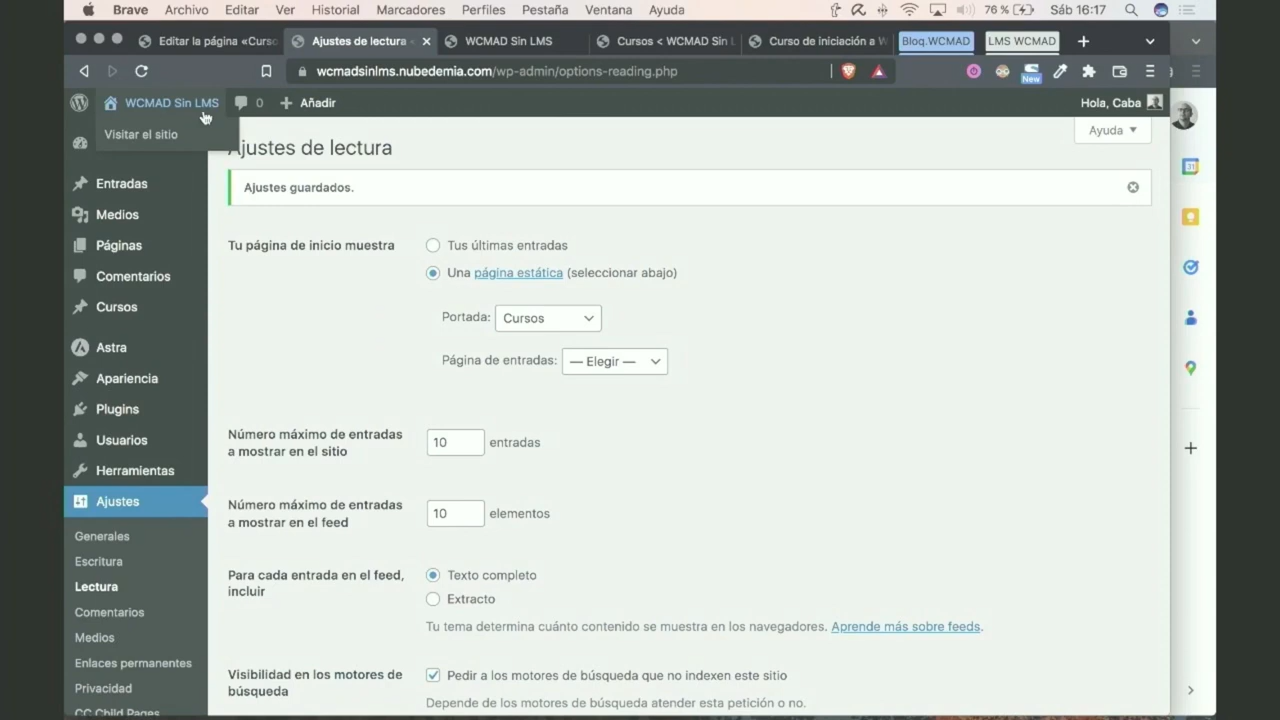 Brave Archivo Editar Ver Historial Marcadores Perfiles Pestaña Ventana Ayuda 76 % Sáb 16:17
Editar la página «Curso Ajustes de lectura WCMAD Sin LMS Cursos < WCMAD Sin L Curso de iniciación a W Bloq.WCMAD LMS WCMAD
wcmadsinlms.nubedemia.com/wp-admin/options-reading.php
New
WCMAD Sin LMS 0 Añadir Hola, Caba
Visitar el sitio
Ayuda
Ajustes de lectura
Ajustes guardados.
Entradas
Medios
Páginas
Comentarios
Cursos
Astra
Apariencia
Plugins
Usuarios
Herramientas
Ajustes
Generales
Escritura
Lectura
Comentarios
Medios
Enlaces permanentes
Privacidad
CC Child Pages
Tu página de inicio muestra
Tus últimas entradas
Una página estática (seleccionar abajo)
Portada: Cursos
Página de entradas: — Elegir —
Número máximo de entradas
a mostrar en el sitio
10 entradas
Número máximo de entradas
a mostrar en el feed
10 elementos
Para cada entrada en el feed,
incluir
Texto completo
Extracto
Tu tema determina cuánto contenido se muestra en los navegadores. Aprende más sobre feeds.
Visibilidad en los motores de
búsqueda
Pedir a los motores de búsqueda que no indexen este sitio
Depende de los motores de búsqueda atender esta petición o no.
31